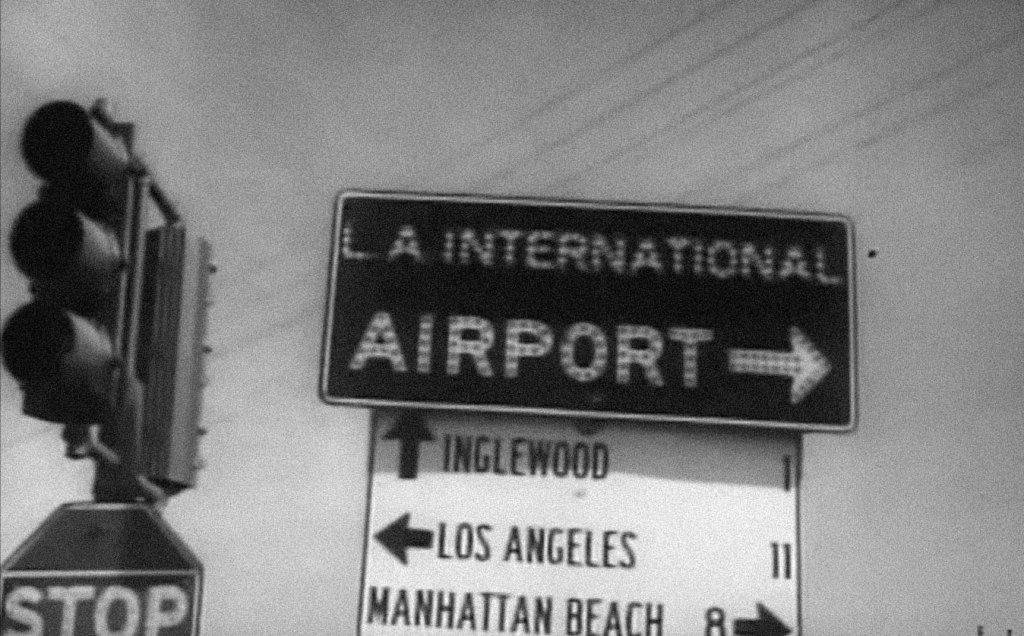 L.A INTERNATIONAL
AIRPORT →
↑ INGLEWOOD 1
← LOS ANGELES 11
MANHATTAN BEACH 8 →
STOP